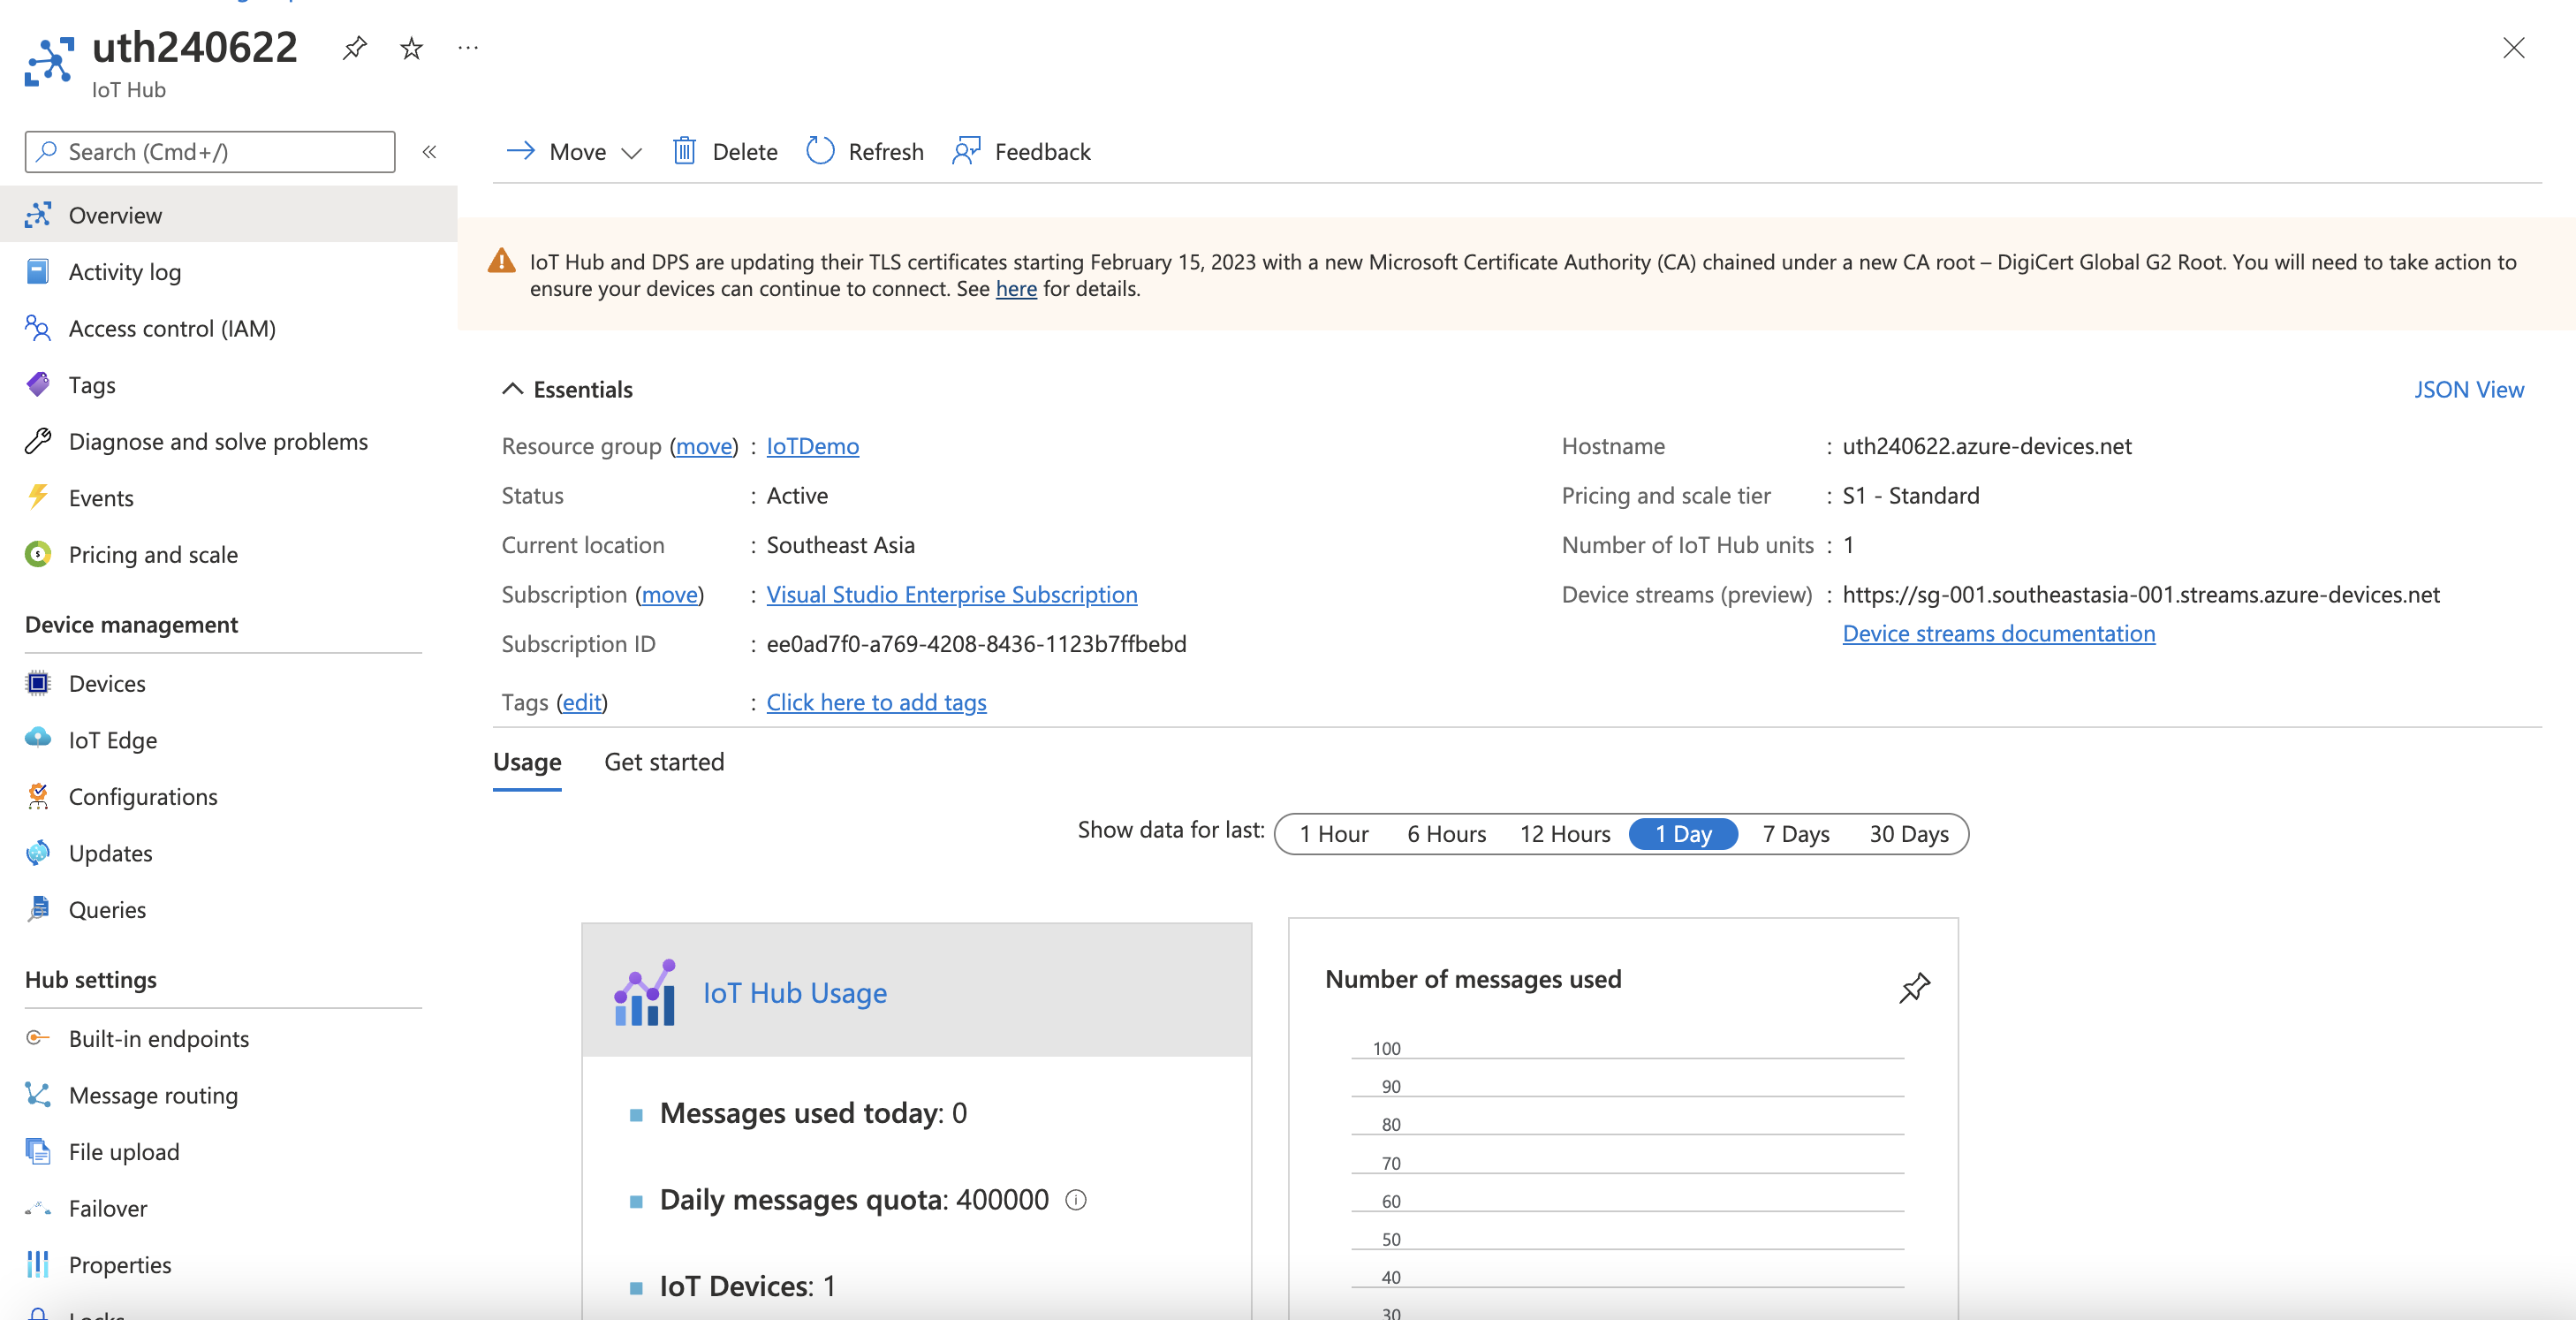 uth240622
IoT Hub
Search (Cmd+/)
Overview
Activity log
Access control (IAM)
Tags
Diagnose and solve problems
Events
Pricing and scale
Device management
Devices
IoT Edge
Configurations
Updates
Queries
Hub settings
Built-in endpoints
Message routing
File upload
Failover
Properties
Locks
Move
Delete
Refresh
Feedback
IoT Hub and DPS are updating their TLS certificates starting February 15, 2023 with a new Microsoft Certificate Authority (CA) chained under a new CA root – DigiCert Global G2 Root. You will need to take action to
ensure your devices can continue to connect. See here for details.
Essentials
JSON View
Resource group (move) : IoTDemo
Status : Active
Current location : Southeast Asia
Subscription (move) : Visual Studio Enterprise Subscription
Subscription ID : ee0ad7f0-a769-4208-8436-1123b7ffbebd
Tags (edit) : Click here to add tags
Hostname : uth240622.azure-devices.net
Pricing and scale tier : S1 - Standard
Number of IoT Hub units : 1
Device streams (preview) : https://sg-001.southeastasia-001.streams.azure-devices.net
Device streams documentation
Usage
Get started
Show data for last: 1 Hour 6 Hours 12 Hours 1 Day 7 Days 30 Days
IoT Hub Usage
Messages used today: 0
Daily messages quota: 400000
IoT Devices: 1
Number of messages used
100
90
80
70
60
50
40
30